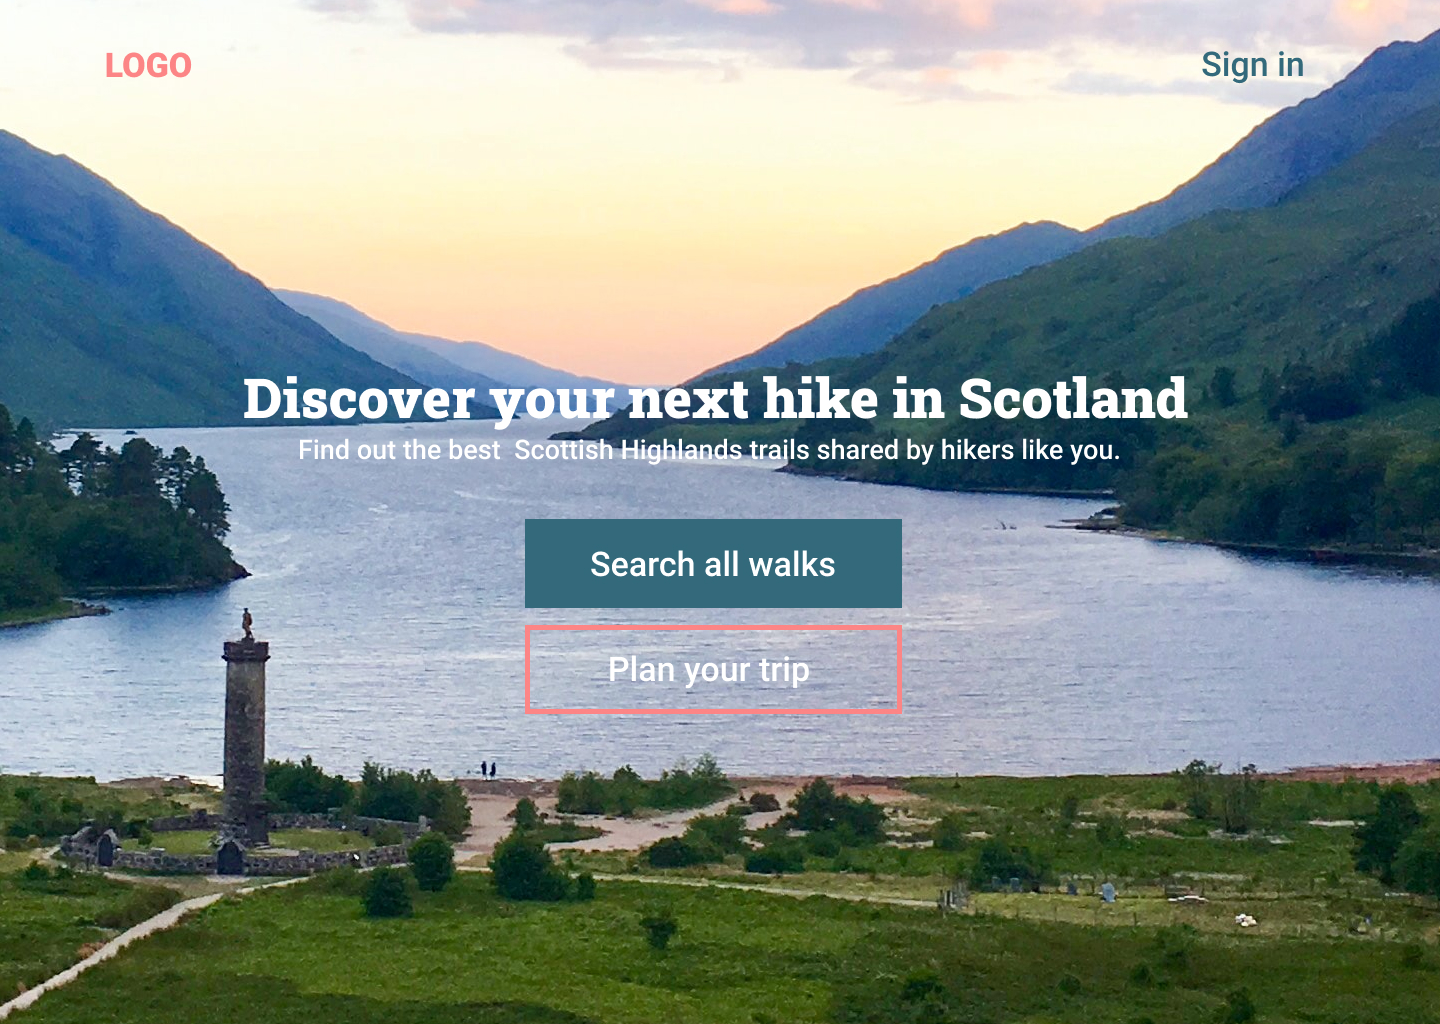 LOGO
Sign in
Discover your next hike in Scotland
Find out the best  Scottish Highlands trails shared by hikers like you.
Search all walks
Plan your trip